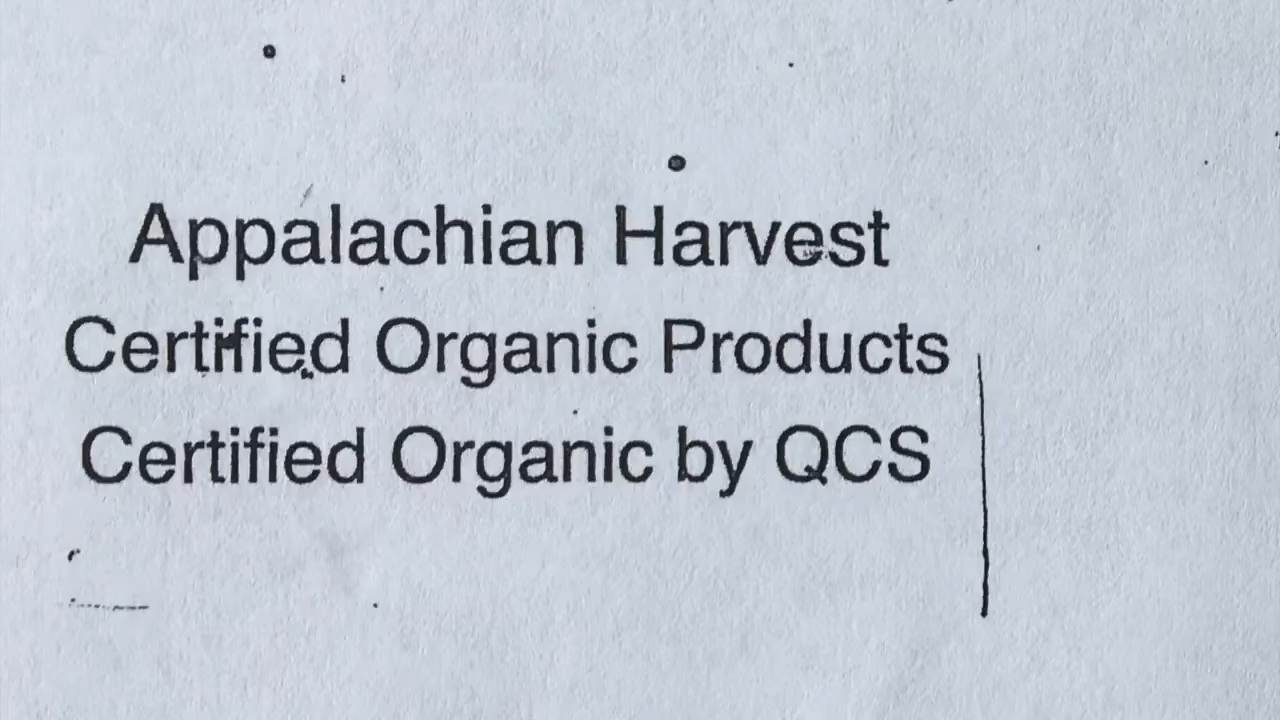 Appalachian Harvest
Certified Organic Products
Certified Organic by QCS